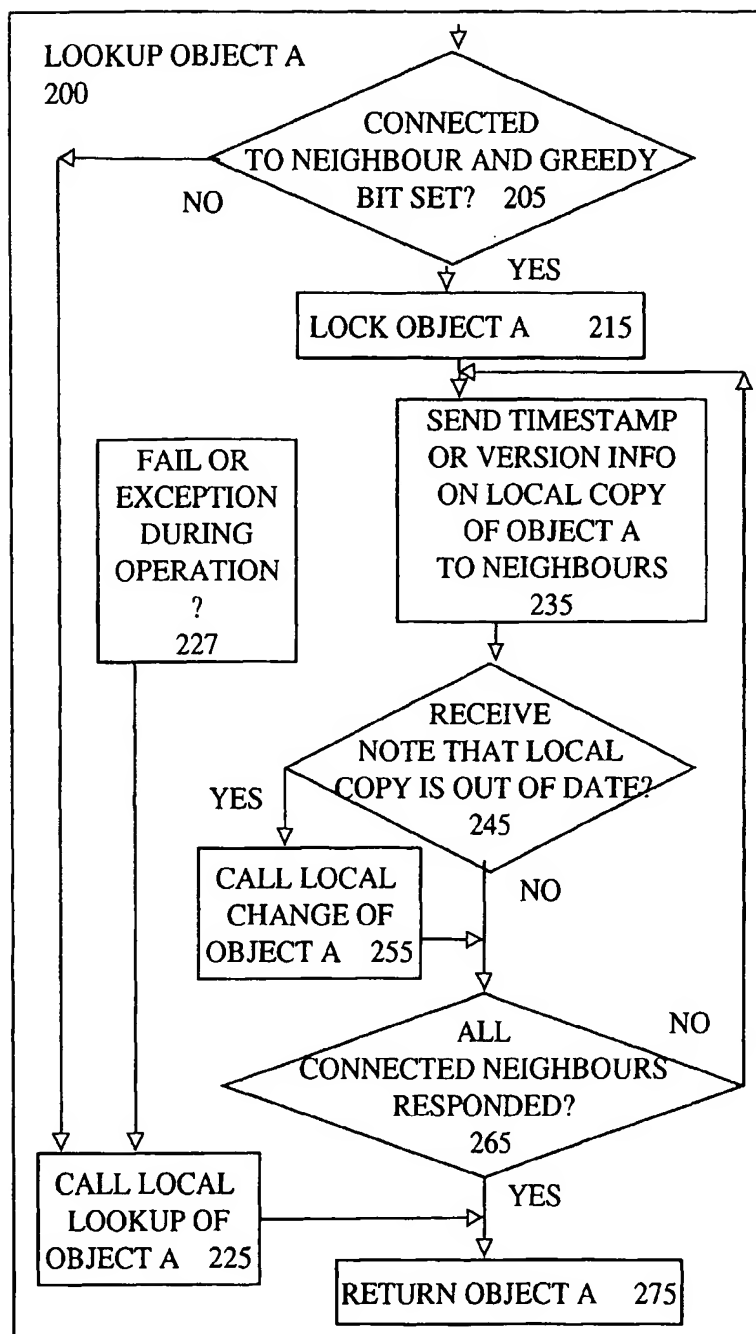 LOOKUP OBJECT A
200
CONNECTED
TO NEIGHBOUR AND GREEDY
BIT SET? 205
NO
YES
LOCK OBJECT A 215
SEND TIMESTAMP
OR VERSION INFO
ON LOCAL COPY
OF OBJECT A
TO NEIGHBOURS
235
FAIL OR
EXCEPTION
DURING
OPERATION
?
227
RECEIVE
NOTE THAT LOCAL
COPY IS OUT OF DATE?
245
YES
NO
CALL LOCAL
CHANGE OF
OBJECT A 255
ALL
CONNECTED NEIGHBOURS
RESPONDED?
265
NO
YES
CALL LOCAL
LOOKUP OF
OBJECT A 225
RETURN OBJECT A 275